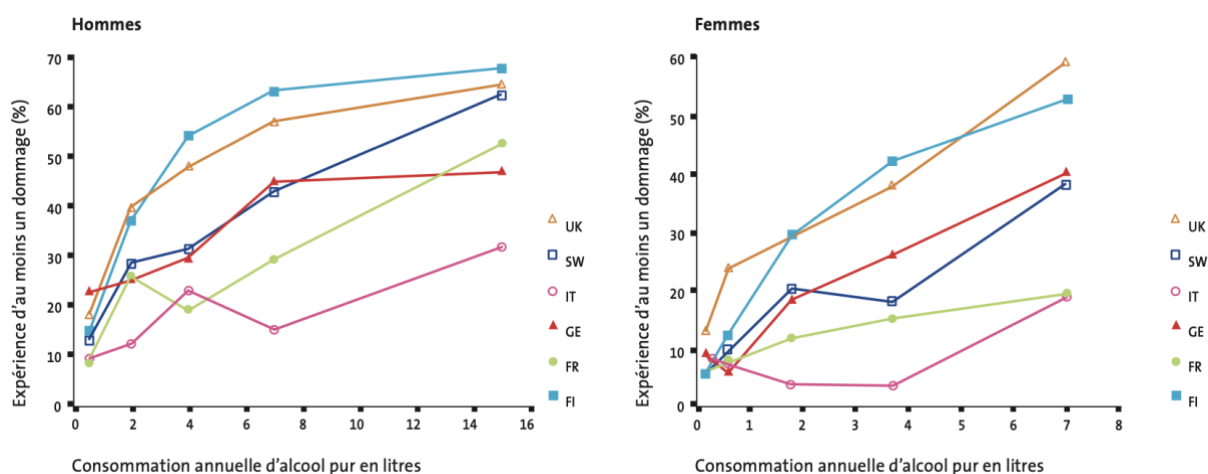 Hommes
Expérience d'au moins un dommage (%)
70
60
50
40
30
20
10
0
0 2 4 6 8 10 12 14 16
Consommation annuelle d'alcool pur en litres
UK
SW
IT
GE
FR
FI
Femmes
Expérience d'au moins un dommage (%)
60
50
40
30
20
10
0
0 1 2 3 4 5 6 7 8
Consommation annuelle d'alcool pur en litres
UK
SW
IT
GE
FR
FI